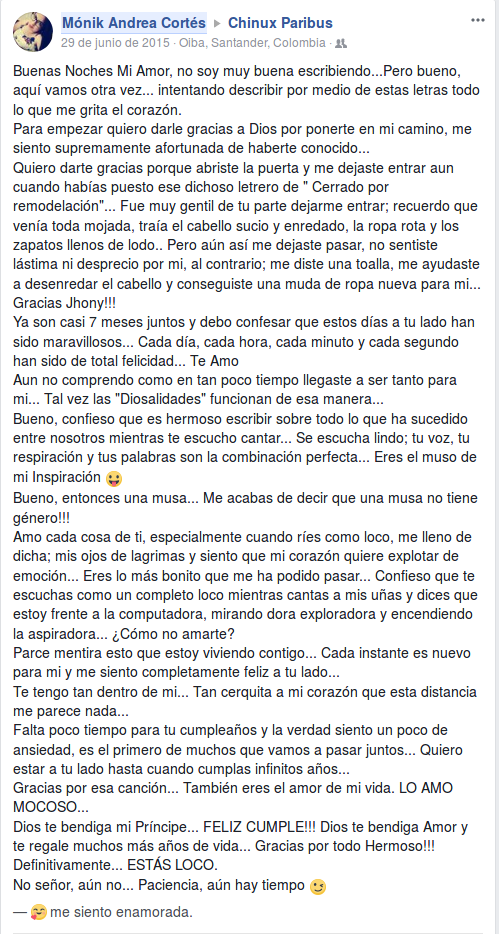 Mónik Andrea Cortés ▸ Chinux Paribus
29 de junio de 2015 · Oiba, Santander, Colombia ·
Buenas Noches Mi Amor, no soy muy buena escribiendo...Pero bueno,
aquí vamos otra vez... intentando describir por medio de estas letras todo
lo que me grita el corazón.
Para empezar quiero darle gracias a Dios por ponerte en mi camino, me
siento supremamente afortunada de haberte conocido...
Quiero darte gracias porque abriste la puerta y me dejaste entrar aun
cuando habías puesto ese dichoso letrero de " Cerrado por
remodelación"... Fue muy gentil de tu parte dejarme entrar; recuerdo que
venía toda mojada, traía el cabello sucio y enredado, la ropa rota y los
zapatos llenos de lodo.. Pero aún así me dejaste pasar, no sentiste
lástima ni desprecio por mi, al contrario; me diste una toalla, me ayudaste
a desenredar el cabello y conseguiste una muda de ropa nueva para mi...
Gracias Jhony!!!
Ya son casi 7 meses juntos y debo confesar que estos días a tu lado han
sido maravillosos... Cada día, cada hora, cada minuto y cada segundo
han sido de total felicidad... Te Amo
Aun no comprendo como en tan poco tiempo llegaste a ser tanto para
mi... Tal vez las "Diosalidades" funcionan de esa manera...
Bueno, confieso que es hermoso escribir sobre todo lo que ha sucedido
entre nosotros mientras te escucho cantar... Se escucha lindo; tu voz, tu
respiración y tus palabras son la combinación perfecta... Eres el muso de
mi Inspiración 😜
Bueno, entonces una musa... Me acabas de decir que una musa no tiene
género!!!
Amo cada cosa de ti, especialmente cuando ríes como loco, me lleno de
dicha; mis ojos de lagrimas y siento que mi corazón quiere explotar de
emoción... Eres lo más bonito que me ha podido pasar... Confieso que te
escuchas como un completo loco mientras cantas a mis uñas y dices que
estoy frente a la computadora, mirando dora exploradora y encendiendo
la aspiradora... ¿Cómo no amarte?
Parce mentira esto que estoy viviendo contigo... Cada instante es nuevo
para mi y me siento completamente feliz a tu lado...
Te tengo tan dentro de mi... Tan cerquita a mi corazón que esta distancia
me parece nada...
Falta poco tiempo para tu cumpleaños y la verdad siento un poco de
ansiedad, es el primero de muchos que vamos a pasar juntos... Quiero
estar a tu lado hasta cuando cumplas infinitos años...
Gracias por esa canción... También eres el amor de mi vida. LO AMO
MOCOSO...
Dios te bendiga mi Príncipe... FELIZ CUMPLE!!! Dios te bendiga Amor y
te regale muchos más años de vida... Gracias por todo Hermoso!!!
Definitivamente... ESTÁS LOCO.
No señor, aún no... Paciencia, aún hay tiempo 😉
— 🥰 me siento enamorada.